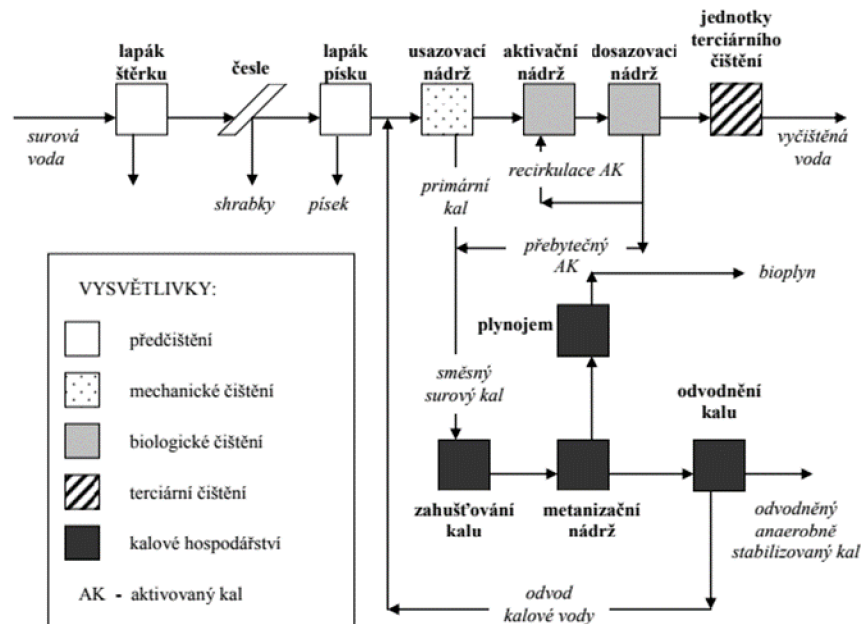 lapák
štěrku
česle
lapák
písku
usazovací
nádrž
aktivační
nádrž
dosazovací
nádrž
jednotky
terciárního
čištění
surová
voda
shrabky
písek
primární
kal
recirkulace AK
vyčištěná
voda
přebytečný
AK
bioplyn
plynojem
směsný
surový kal
odvodnění
kalu
zahušťování
kalu
metanizační
nádrž
odvodněný
anaerobně
stabilizovaný kal
odvod
kalové vody
VYSVĚTLIVKY:
předčištění
mechanické čištění
biologické čištění
terciární čištění
kalové hospodářství
AK - aktivovaný kal